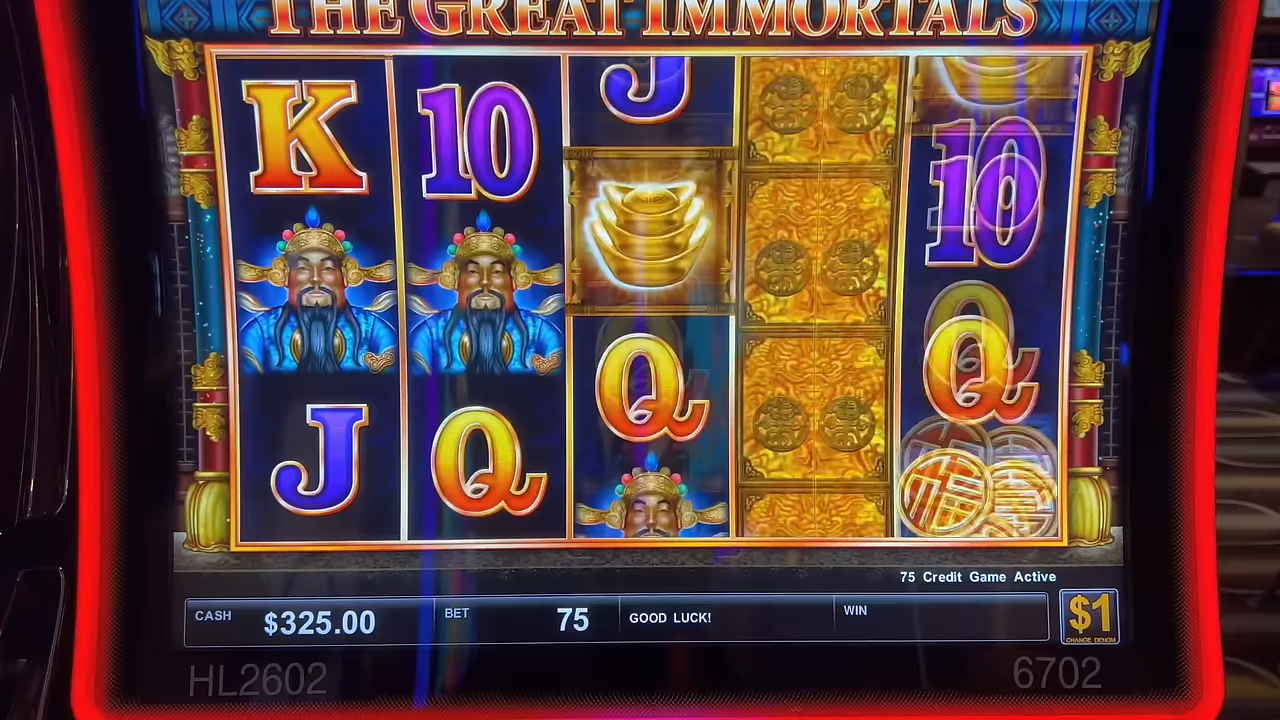 THE GREAT IMMORTALS
K 10 J
10
J Q Q Q
福
75 Credit Game Active
CASH $325.00 BET 75 GOOD LUCK! WIN $1
CHANGE DENOM
HL2602 6702